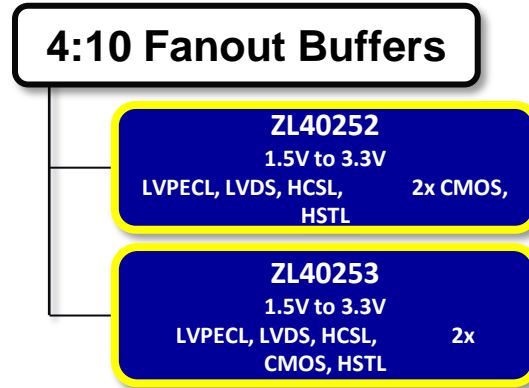 4:10 Fanout Buffers
ZL40252
1.5V to 3.3V
LVPECL, LVDS, HCSL, 2x CMOS,
HSTL
ZL40253
1.5V to 3.3V
LVPECL, LVDS, HCSL, 2x
CMOS, HSTL